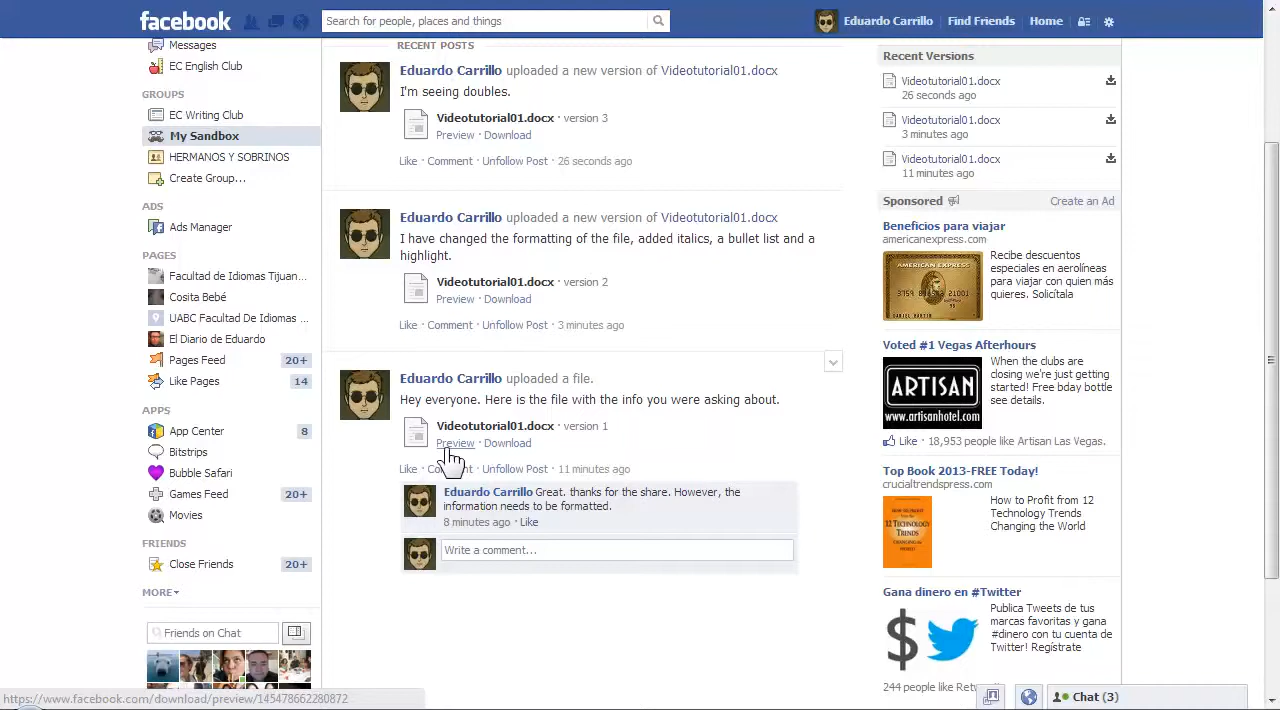 facebook
Search for people, places and things
Eduardo Carrillo
Find Friends
Home
Messages
EC English Club
GROUPS
EC Writing Club
My Sandbox
HERMANOS Y SOBRINOS
Create Group...
ADS
Ads Manager
PAGES
Facultad de Idiomas Tijuan...
Cosita Bebé
UABC Facultad De Idiomas ...
El Diario de Eduardo
Pages Feed 20+
Like Pages 14
APPS
App Center 8
Bitstrips
Bubble Safari
Games Feed 20+
Movies
FRIENDS
Close Friends 20+
MORE
Friends on Chat
RECENT POSTS
Eduardo Carrillo uploaded a new version of Videotutorial01.docx
I'm seeing doubles.
Videotutorial01.docx · version 3
Preview · Download
Like · Comment · Unfollow Post · 26 seconds ago
Eduardo Carrillo uploaded a new version of Videotutorial01.docx
I have changed the formatting of the file, added italics, a bullet list and a
highlight.
Videotutorial01.docx · version 2
Preview · Download
Like · Comment · Unfollow Post · 3 minutes ago
Eduardo Carrillo uploaded a file.
Hey everyone. Here is the file with the info you were asking about.
Videotutorial01.docx · version 1
Preview · Download
Like · Comment · Unfollow Post · 11 minutes ago
Eduardo Carrillo Great. thanks for the share. However, the
information needs to be formatted.
8 minutes ago · Like
Write a comment...
Recent Versions
Videotutorial01.docx
26 seconds ago
Videotutorial01.docx
3 minutes ago
Videotutorial01.docx
11 minutes ago
Sponsored
Create an Ad
Beneficios para viajar
americanexpress.com
AMERICAN EXPRESS
Recibe descuentos
especiales en aerolíneas
para viajar con quien más
quieres. Solicítala
Voted #1 Vegas Afterhours
ARTISAN
www.artisanhotel.com
When the clubs are
closing we're just getting
started! Free bday bottle
see details.
Like · 18,953 people like Artisan Las Vegas.
Top Book 2013-FREE Today!
crucialtrendspress.com
How to Profit from 12
Technology Trends
Changing the World
Gana dinero en #Twitter
$
Publica Tweets de tus
marcas favoritas y gana
#dinero con tu cuenta de
Twitter! Regístrate
244 people like
Chat (3)
https://www.facebook.com/download/preview/145478662280872